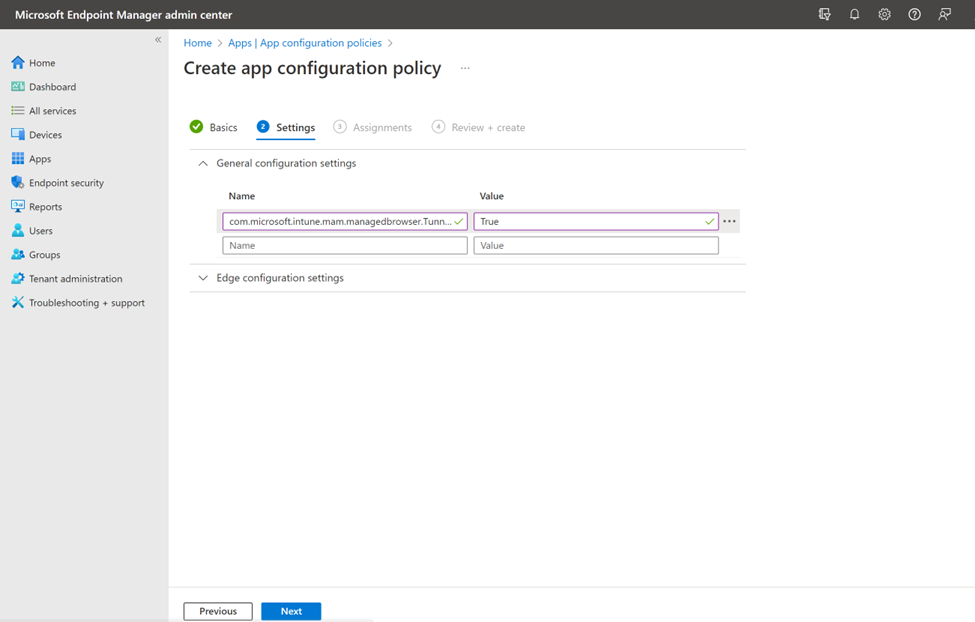 Microsoft Endpoint Manager admin center
Home
Dashboard
All services
Devices
Apps
Endpoint security
Reports
Users
Groups
Tenant administration
Troubleshooting + support
Home > Apps | App configuration policies >
Create app configuration policy ...
Basics 2 Settings 3 Assignments 4 Review + create
General configuration settings
Name Value
com.microsoft.intune.mam.managedbrowser.Tunn... True
Name Value
Edge configuration settings
Previous Next